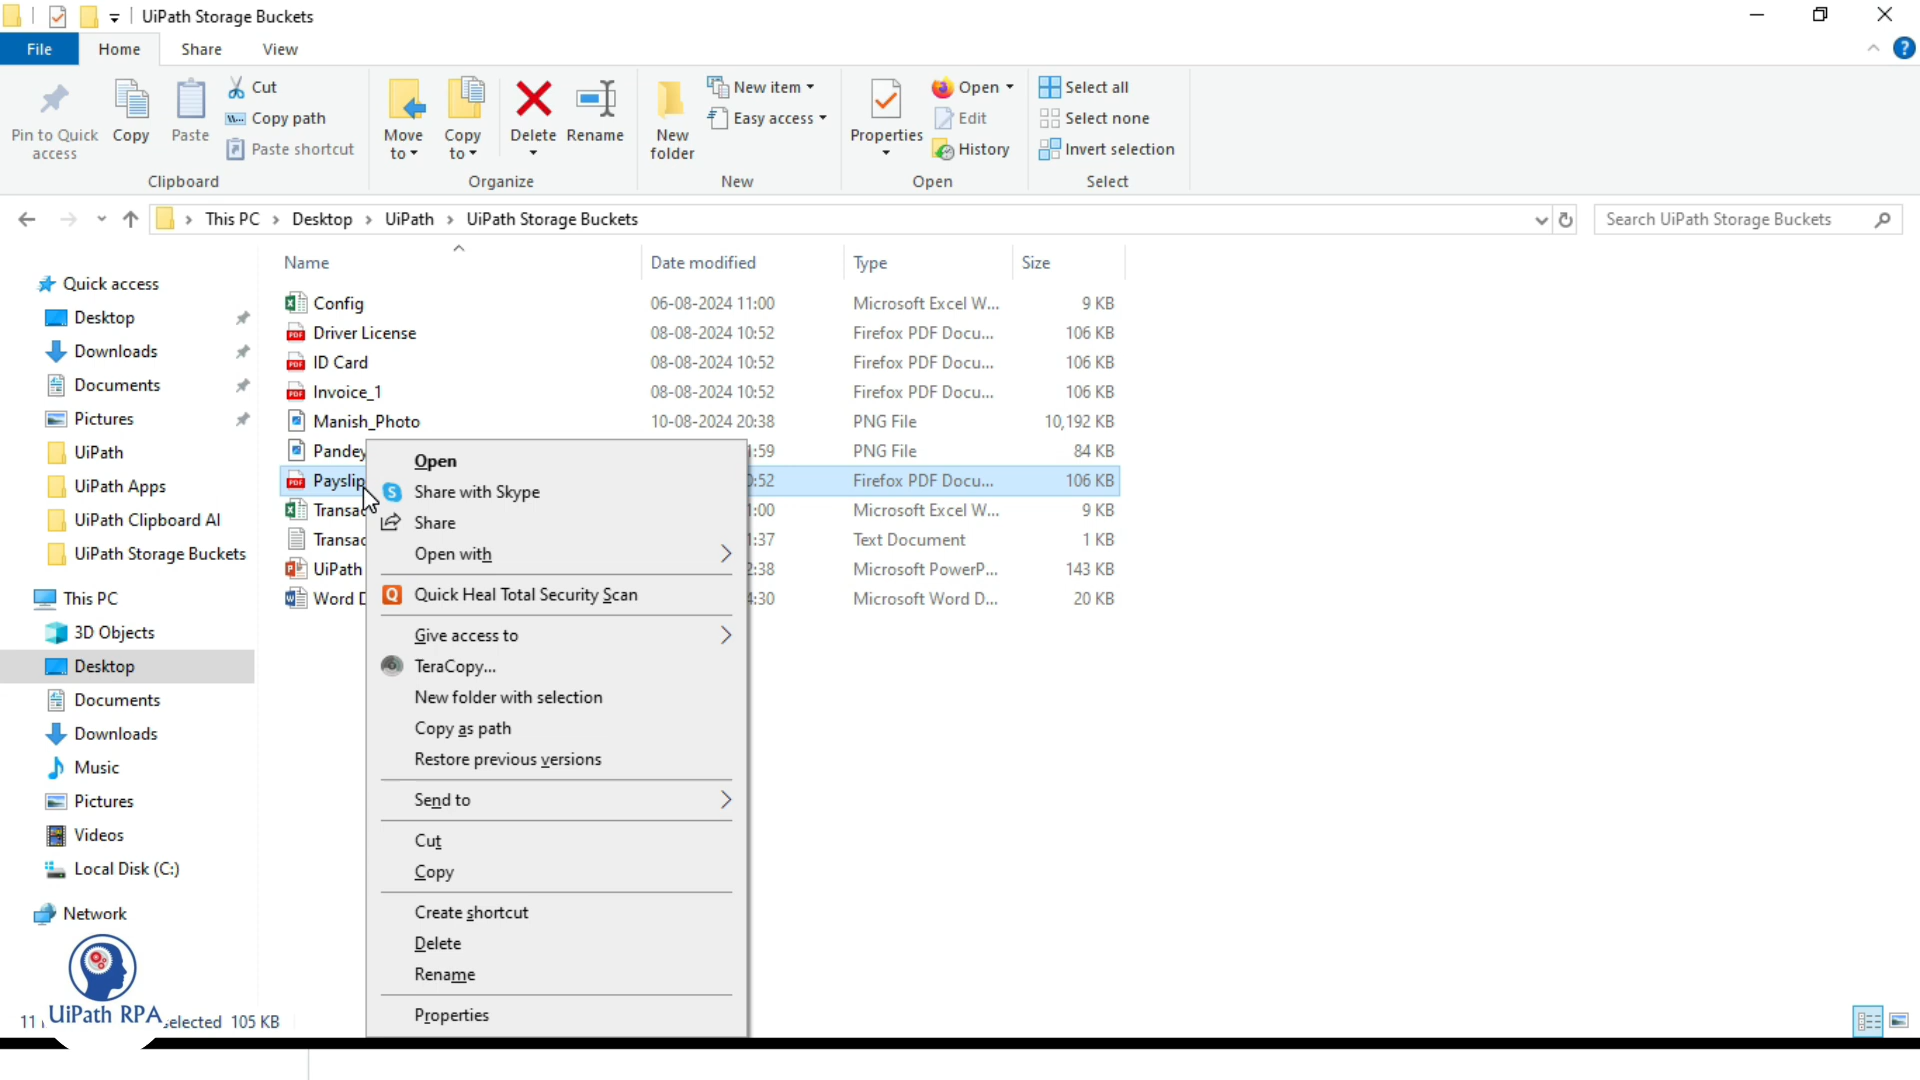 UiPath Storage Buckets
File Home Share View
Pin to Quick access
Copy
Paste
Cut
Copy path
Paste shortcut
Clipboard
Move to
Copy to
Delete
Rename
Organize
New folder
New item
Easy access
New
Properties
Open
Edit
History
Open
Select all
Select none
Invert selection
Select
This PC > Desktop > UiPath > UiPath Storage Buckets
Search UiPath Storage Buckets
Quick access
Desktop
Downloads
Documents
Pictures
UiPath
UiPath Apps
UiPath Clipboard AI
UiPath Storage Buckets
This PC
3D Objects
Desktop
Documents
Downloads
Music
Pictures
Videos
Local Disk (C:)
Network
Name Date modified Type Size
Config 06-08-2024 11:00 Microsoft Excel W... 9 KB
Driver License 08-08-2024 10:52 Firefox PDF Docu... 106 KB
ID Card 08-08-2024 10:52 Firefox PDF Docu... 106 KB
Invoice_1 08-08-2024 10:52 Firefox PDF Docu... 106 KB
Manish_Photo 10-08-2024 20:38 PNG File 10,192 KB
Pandey :59 PNG File 84 KB
Payslip :52 Firefox PDF Docu... 106 KB
Transac :00 Microsoft Excel W... 9 KB
Transac :37 Text Document 1 KB
UiPath :38 Microsoft PowerP... 143 KB
Word D :30 Microsoft Word D... 20 KB
Open
Share with Skype
Share
Open with
Quick Heal Total Security Scan
Give access to
TeraCopy...
New folder with selection
Copy as path
Restore previous versions
Send to
Cut
Copy
Create shortcut
Delete
Rename
Properties
UiPath RPA
11 elected 105 KB